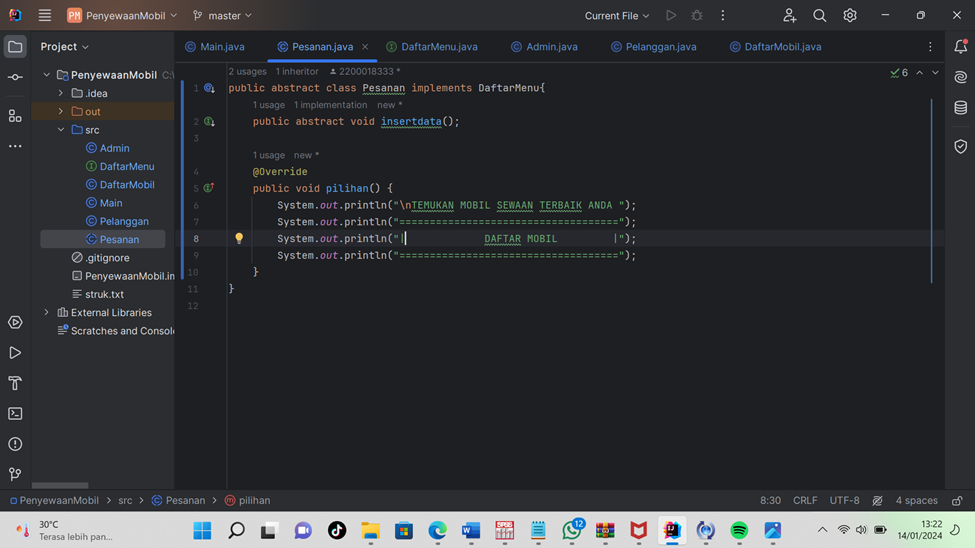 PM PenyewaanMobil master Current File
Project
Main.java Pesanan.java DaftarMenu.java Admin.java Pelanggan.java DaftarMobil.java
PenyewaanMobil C:\
.idea
out
src
Admin
DaftarMenu
DaftarMobil
Main
Pelanggan
Pesanan
.gitignore
PenyewaanMobil.im
struk.txt
External Libraries
Scratches and Console
2 usages 1 inheritor 2200018333 *
6
1 public abstract class Pesanan implements DaftarMenu{
1 usage 1 implementation new *
2 public abstract void insertdata();
3
1 usage new *
4 @Override
5 public void pilihan() {
6 System.out.println("\nTEMUKAN MOBIL SEWAAN TERBAIK ANDA ");
7 System.out.println("====================================");
8 System.out.println("| DAFTAR MOBIL |");
9 System.out.println("====================================");
10 }
11 }
12
PenyewaanMobil > src > Pesanan > pilihan
8:30 CRLF UTF-8 4 spaces
30°C
Terasa lebih pan...
12
13:22
14/01/2024